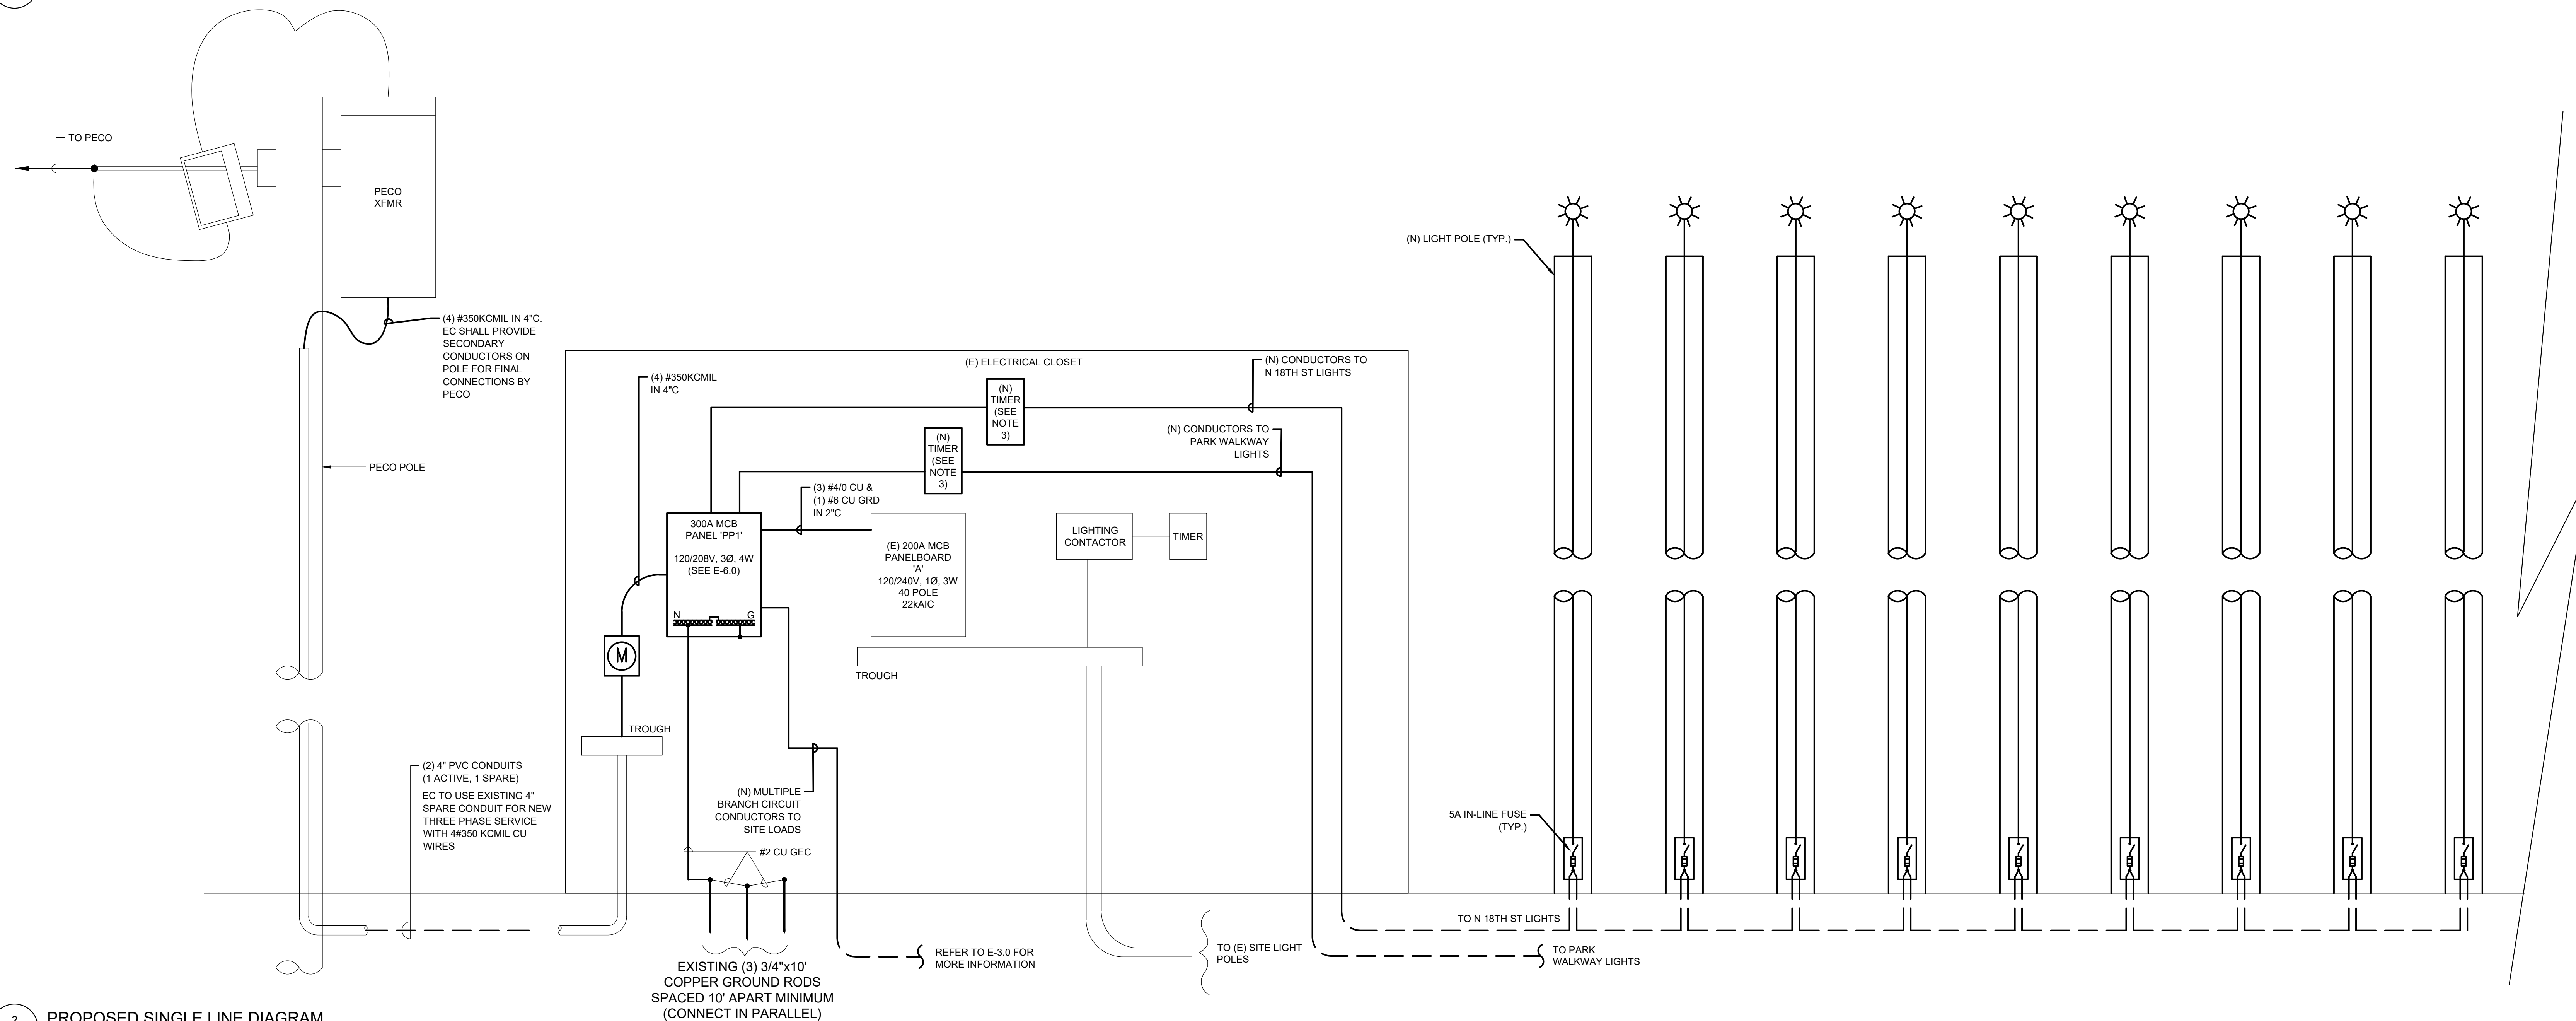 TO PECO
PECO
XFMR
(4) #350KCMIL IN 4"C.
EC SHALL PROVIDE
SECONDARY
CONDUCTORS ON
POLE FOR FINAL
CONNECTIONS BY
PECO
PECO POLE
(2) 4" PVC CONDUITS
(1 ACTIVE, 1 SPARE)
EC TO USE EXISTING 4"
SPARE CONDUIT FOR NEW
THREE PHASE SERVICE
WITH 4#350 KCMIL CU
WIRES
(E) ELECTRICAL CLOSET
(4) #350KCMIL
IN 4"C
(N)
TIMER
(SEE
NOTE
3)
(N) CONDUCTORS TO
N 18TH ST LIGHTS
(N)
TIMER
(SEE
NOTE
3)
(N) CONDUCTORS TO
PARK WALKWAY
LIGHTS
(3) #4/0 CU &
(1) #6 CU GRD
IN 2"C
300A MCB
PANEL 'PP1'
120/208V, 3Ø, 4W
(SEE E-6.0)
N
G
(E) 200A MCB
PANELBOARD
'A'
120/240V, 1Ø, 3W
40 POLE
22kAIC
LIGHTING
CONTACTOR
TIMER
TROUGH
M
TROUGH
(N) MULTIPLE
BRANCH CIRCUIT
CONDUCTORS TO
SITE LOADS
#2 CU GEC
EXISTING (3) 3/4"x10'
COPPER GROUND RODS
SPACED 10' APART MINIMUM
(CONNECT IN PARALLEL)
REFER TO E-3.0 FOR
MORE INFORMATION
TO (E) SITE LIGHT
POLES
(N) LIGHT POLE (TYP.)
5A IN-LINE FUSE
(TYP.)
TO N 18TH ST LIGHTS
TO PARK
WALKWAY LIGHTS
2
PROPOSED SINGLE LINE DIAGRAM